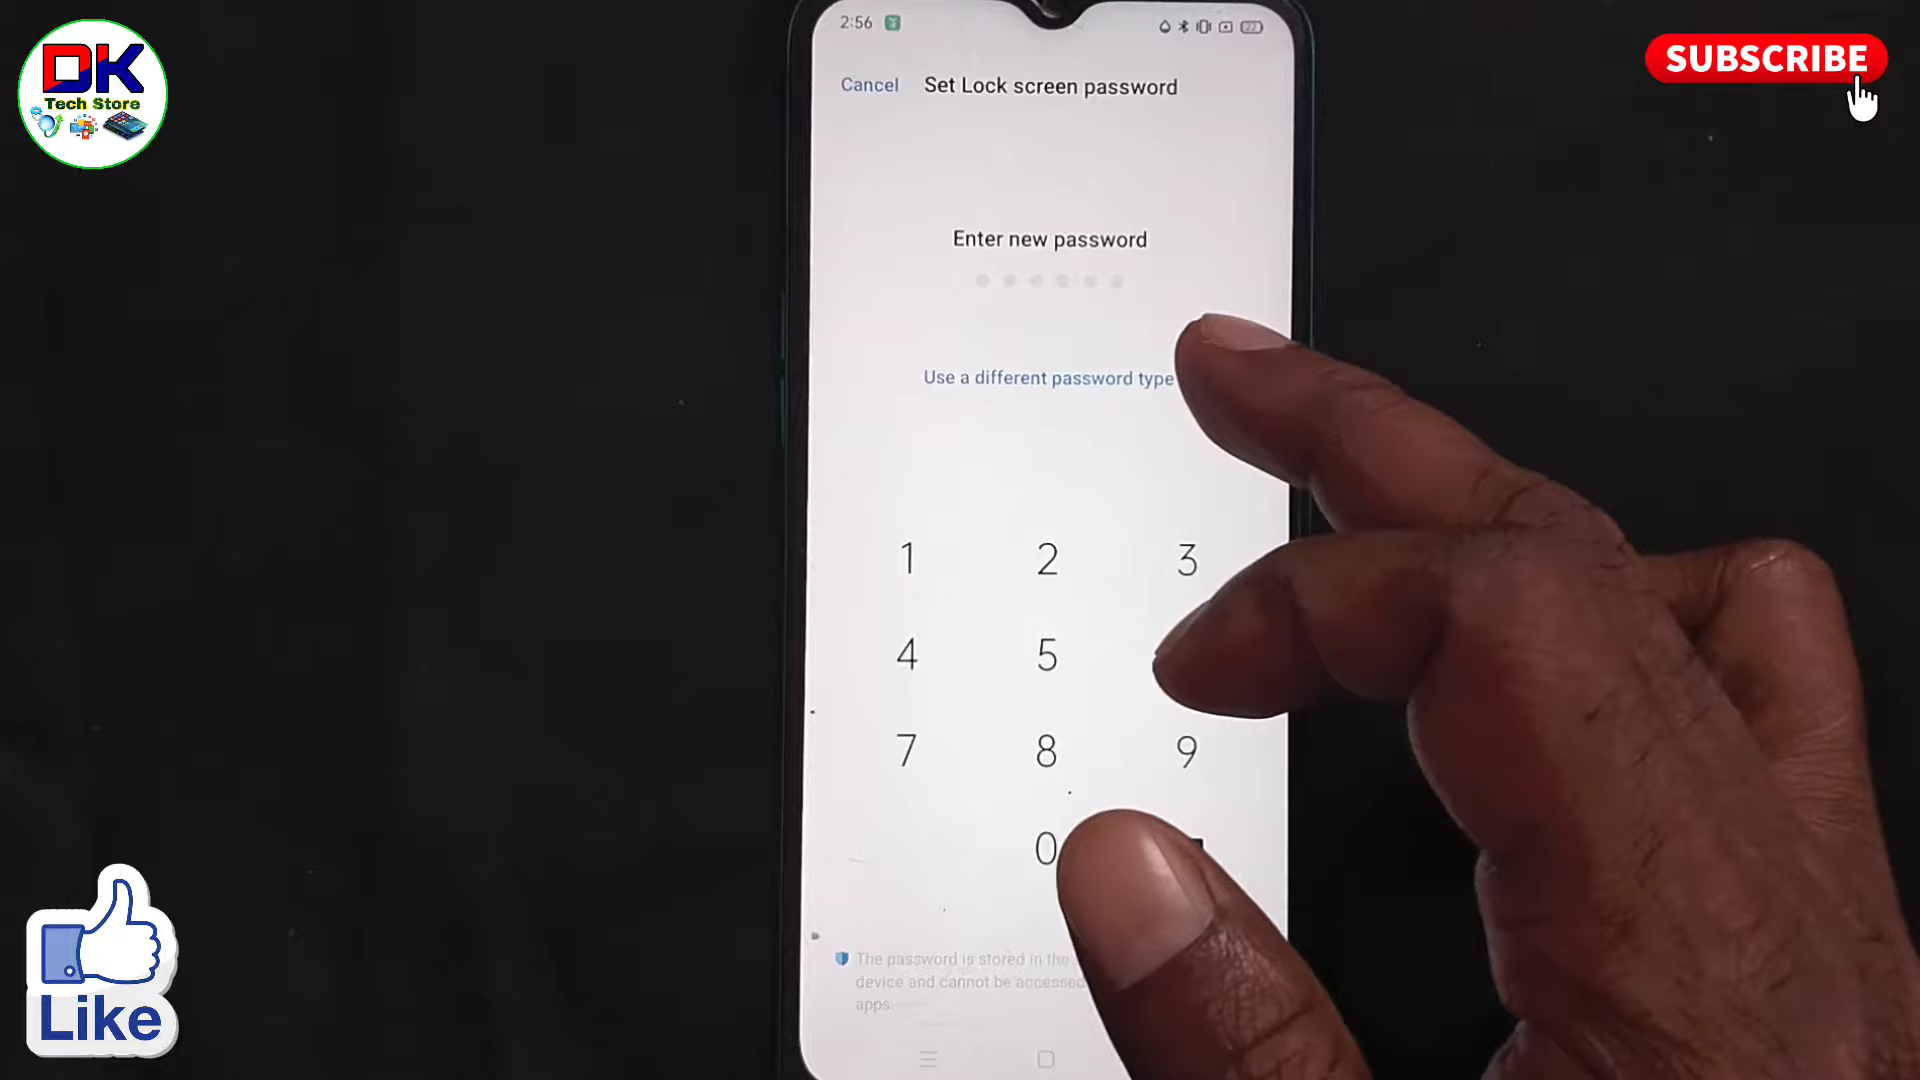 2:56
22
Cancel
Set Lock screen password
Enter new password
Use a different password type
1 2 3
4 5
7 8 9
0
The password is stored in the
device and cannot be accessed
apps.
DK
Tech Store
SUBSCRIBE
Like